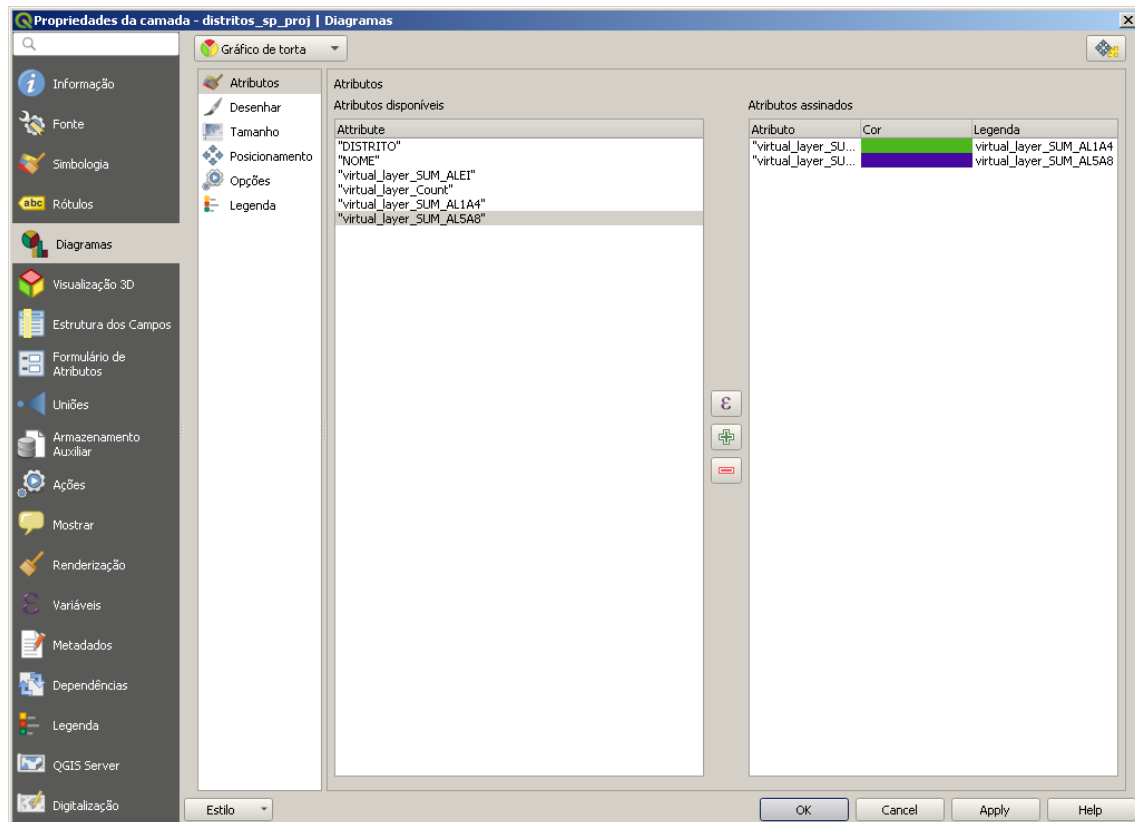 Propriedades da camada - distritos_sp_proj | Diagramas
Informação
Fonte
Simbologia
abc Rótulos
Diagramas
Visualização 3D
Estrutura dos Campos
Formulário de
Atributos
Uniões
Armazenamento
Auxiliar
Ações
Mostrar
Renderização
Variáveis
Metadados
Dependências
Legenda
QGIS Server
Digitalização
Gráfico de torta
Atributos
Desenhar
Tamanho
Posicionamento
Opções
Legenda
Atributos
Atributos disponíveis
Attribute
"DISTRITO"
"NOME"
"virtual_layer_SUM_ALEI"
"virtual_layer_Count"
"virtual_layer_SUM_AL1A4"
"virtual_layer_SUM_AL5A8"
ε
Atributos assinados
Atributo Cor Legenda
"virtual_layer_SU... virtual_layer_SUM_AL1A4
"virtual_layer_SU... virtual_layer_SUM_AL5A8
Estilo
OK Cancel Apply Help